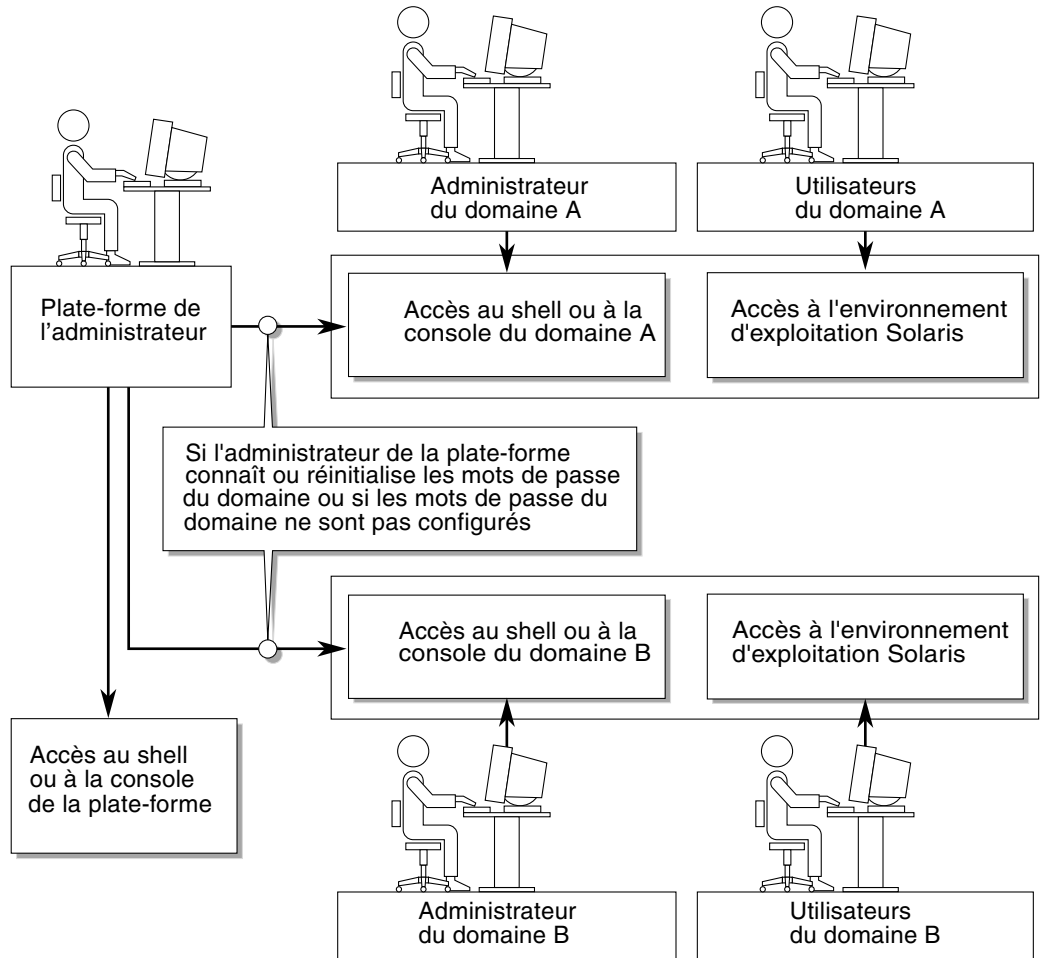 Administrateur
du domaine A
Utilisateurs
du domaine A
Plate-forme de
l’administrateur
Accès au shell ou à la
console du domaine A
Accès à l'environnement
d'exploitation Solaris
Si l'administrateur de la plate-forme
connaît ou réinitialise les mots de passe
du domaine ou si les mots de passe du
domaine ne sont pas configurés
Accès au shell ou à la
console du domaine B
Accès à l'environnement
d'exploitation Solaris
Accès au shell
ou à la console
de la plate-forme
Administrateur
du domaine B
Utilisateurs
du domaine B